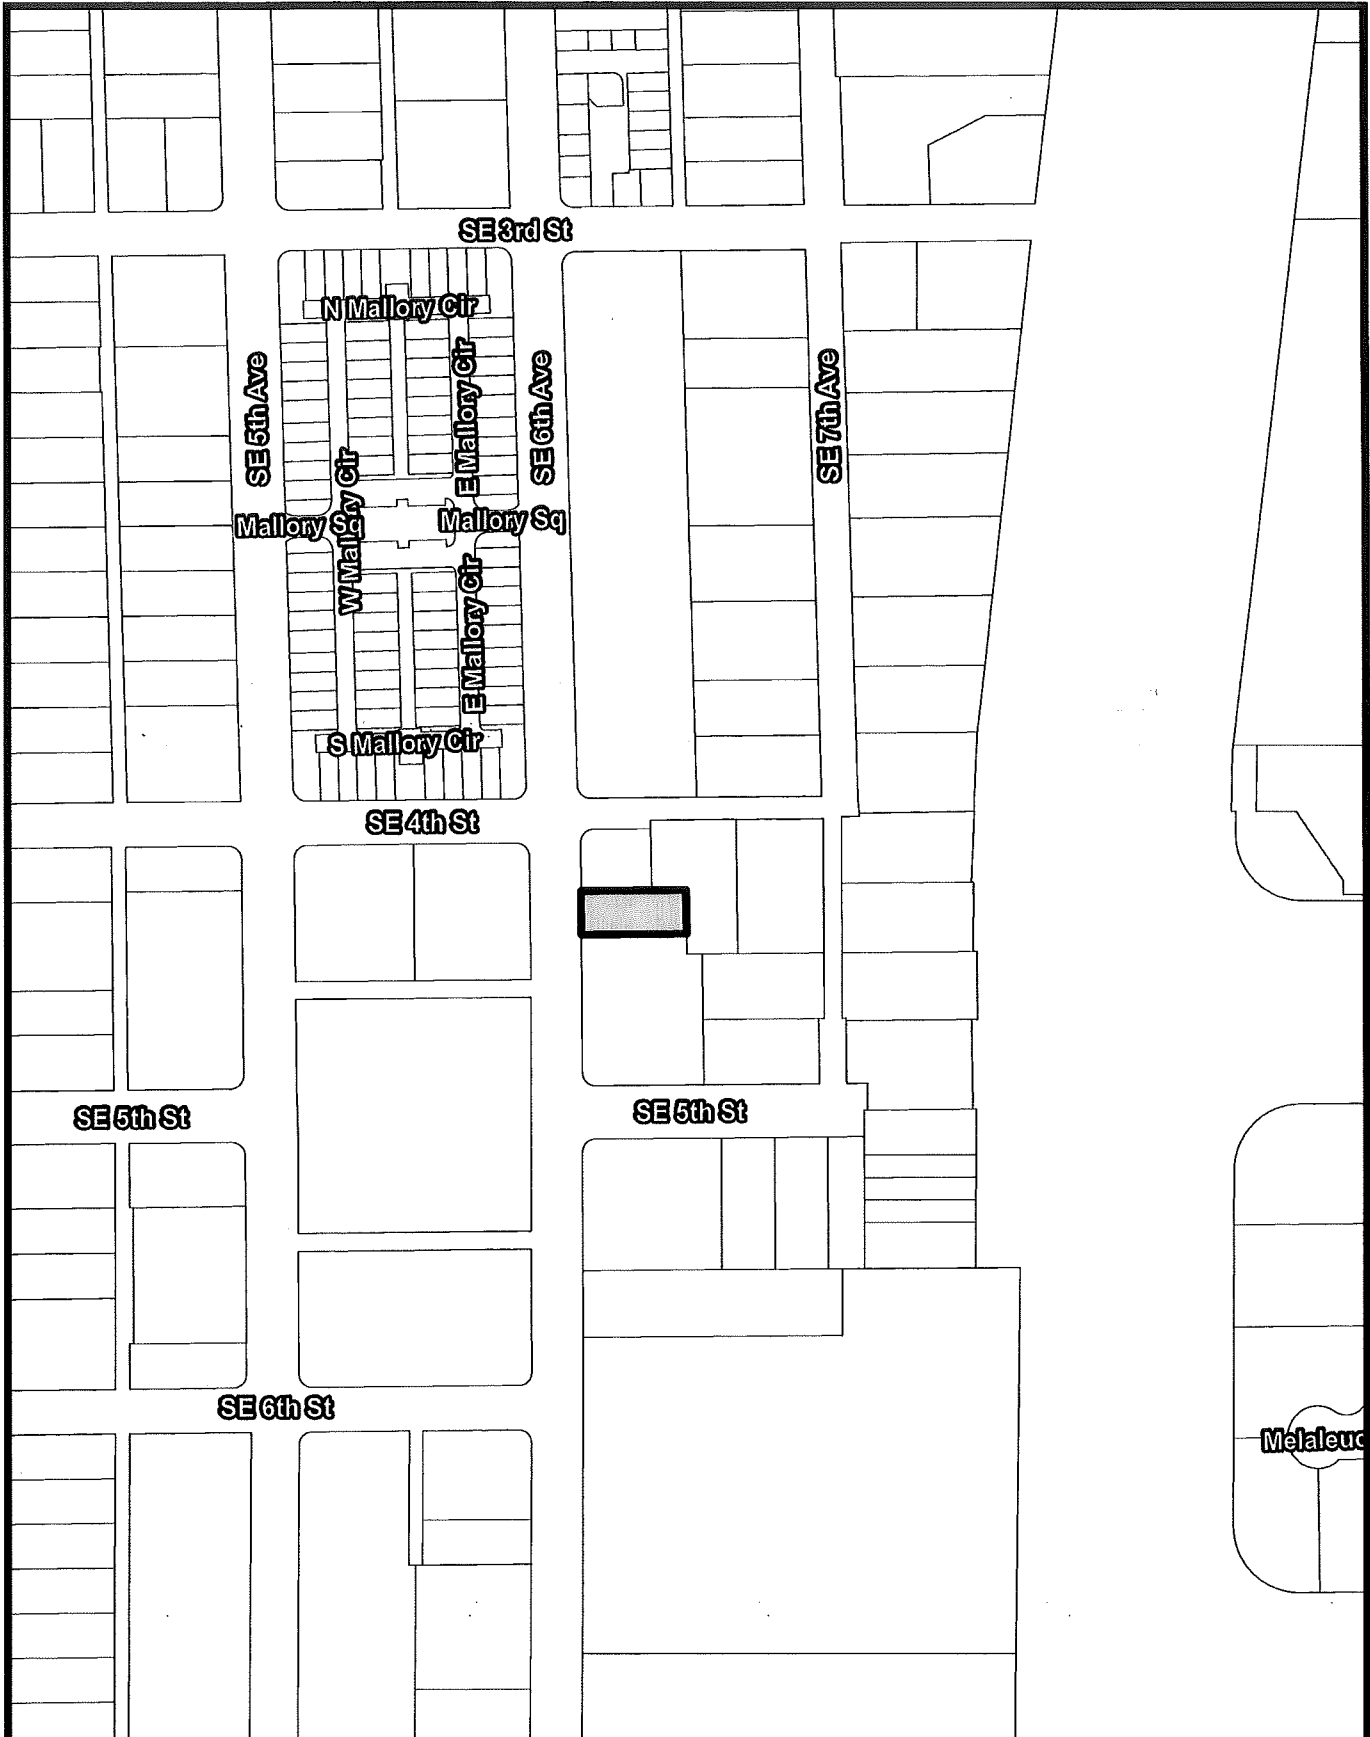 SE 3rd St
N Mallory Cir
SE 5th Ave
E Mallory Cir
SE 6th Ave
SE 7th Ave
W Mallory Cir
Mallory Sq
Mallory Sq
E Mallory Cir
S Mallory Cir
SE 4th St
SE 5th St
SE 5th St
SE 6th St
Melaleuc